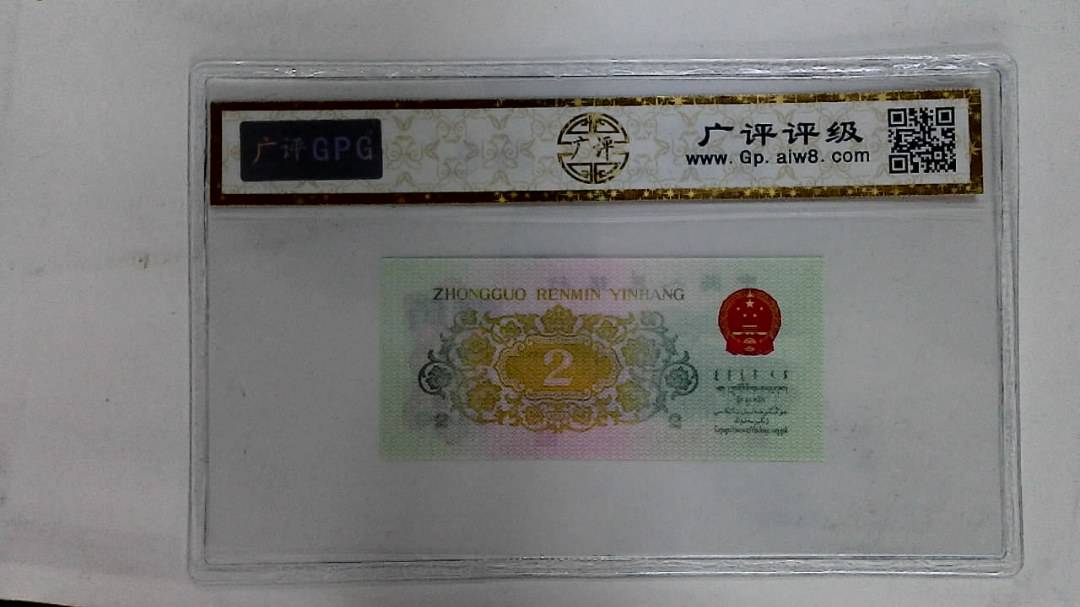 广评GPG
广评
广评评级
www.Gp.aiw8.com
ZHONGGUO RENMIN YINHANG
2
2
2